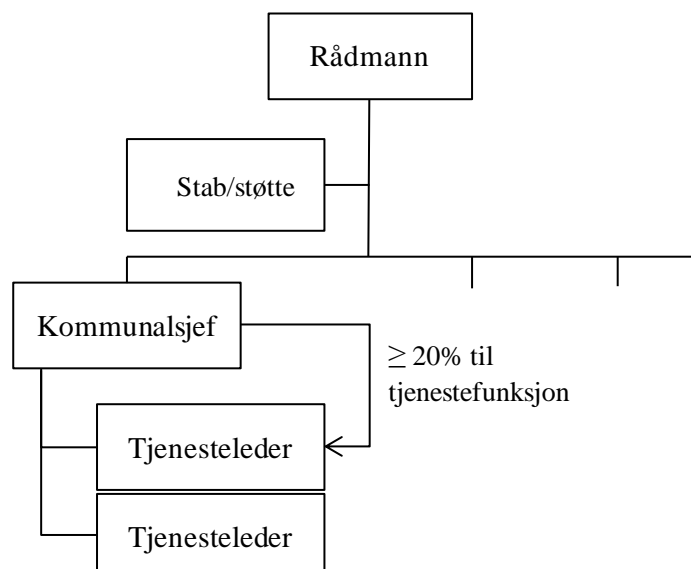 Rådmann
Stab/støtte
Kommunalsjef
≥ 20% til
tjenestefunksjon
Tjenesteleder
Tjenesteleder